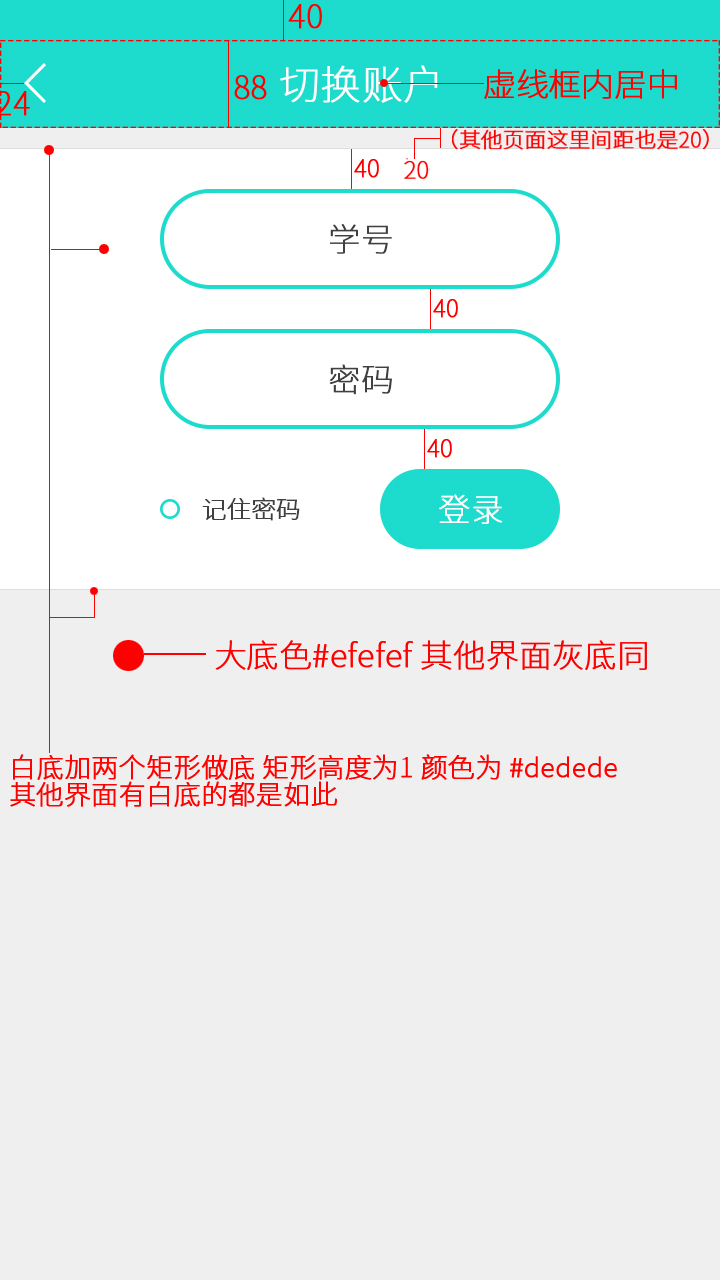 40
24
88
切换账户
虚线框内居中
(其他页面这里间距也是20)
40
20
学号
40
密码
40
记住密码
登录
大底色#efefef 其他界面灰底同
白底加两个矩形做底 矩形高度为1 颜色为 #dedede
其他界面有白底的都是如此